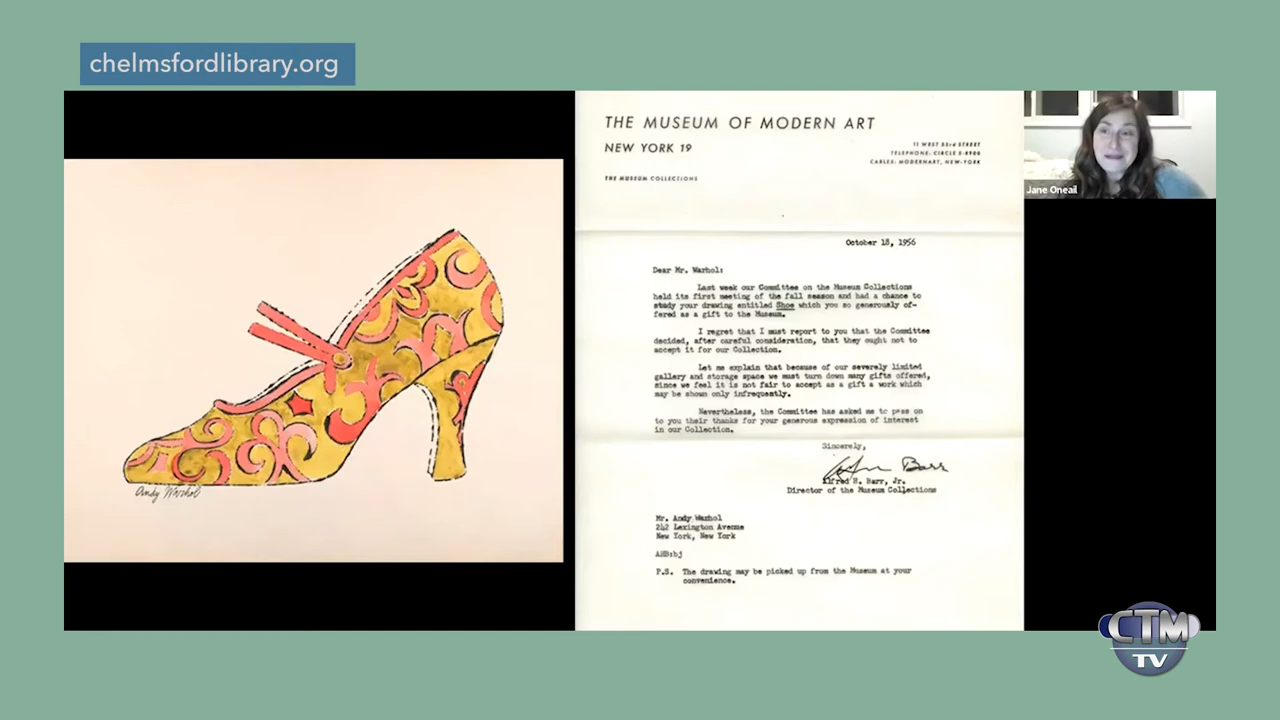 chelmsfordlibrary.org
Andy Warhol
THE MUSEUM OF MODERN ART
NEW YORK 19
11 WEST 53rd STREET
TELEPHONE: CIRCLE 5-8900
CABLES: MODERNART, NEW-YORK
THE MUSEUM COLLECTIONS
October 18, 1956
Dear Mr. Warhol:
Last week our Committee on the Museum Collections
held its first meeting of the fall season and had a chance to
study your drawing entitled Shoe which you so generously of-
fered as a gift to the Museum.
I regret that I must report to you that the Committee
decided, after careful consideration, that they ought not to
accept it for our Collection.
Let me explain that because of our severely limited
gallery and storage space we must turn down many gifts offered,
since we feel it is not fair to accept as a gift a work which
may be shown only infrequently.
Nevertheless, the Committee has asked me to pass on
to you their thanks for your generous expression of interest
in our Collection.
Sincerely,
Alfred H. Barr, Jr.
Director of the Museum Collections
Mr. Andy Warhol
242 Lexington Avenue
New York, New York
AHB:bj
P.S. The drawing may be picked up from the Museum at your
convenience.
Jane Oneail
CTM
TV